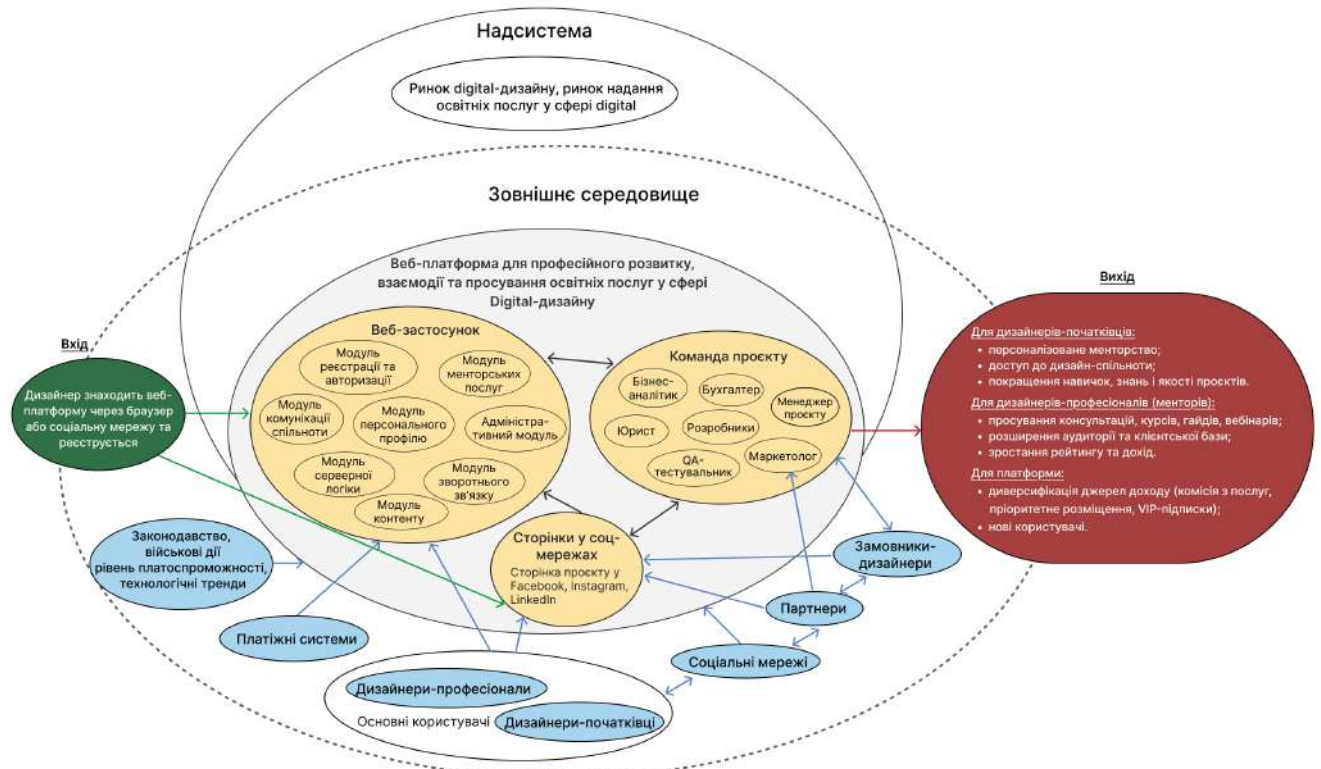 Надсистема
Ринок digital-дизайну, ринок надання
освітніх послуг у сфері digital
Зовнішнє середовище
Веб-платформа для професійного розвитку,
взаємодії та просування освітніх послуг у сфері
Digital-дизайну
Вхід
Дизайнер знаходить веб-
платформу через браузер
або соціальну мережу та
реєструється
Веб-застосунок
Модуль
реєстрації та
авторизації
Модуль
менторських
послуг
Модуль
комунікації
спільноти
Модуль
персонального
профілю
Адміністра-
тивний модуль
Модуль
серверної
логіки
Модуль
зворотнього
зв'язку
Модуль
контенту
Команда проєкту
Бізнес-
аналітик
Бухгалтер
Менеджер
проєкту
Юрист
Розробники
QA-
тестувальник
Маркетолог
Сторінки у соц-
мережах
Сторінка проєкту у
Facebook, Instagram,
LinkedIn
Вихід
Для дизайнерів-початківців:
• персоналізоване менторство;
• доступ до дизайн-спільноти;
• покращення навичок, знань і якості проєктів.
Для дизайнерів-професіоналів (менторів):
• просування консультацій, курсів, гайдів, вебінарів;
• розширення аудиторії та клієнтської бази;
• зростання рейтингу та дохід.
Для платформи:
• диверсифікація джерел доходу (комісія з послуг,
пріоритетне розміщення, VIP-підписки);
• нові користувачі.
Законодавство,
військові дії
рівень платоспроможності,
технологічні тренди
Платіжні системи
Дизайнери-професіонали
Основні користувачі
Дизайнери-початківці
Соціальні мережі
Партнери
Замовники-
дизайнери